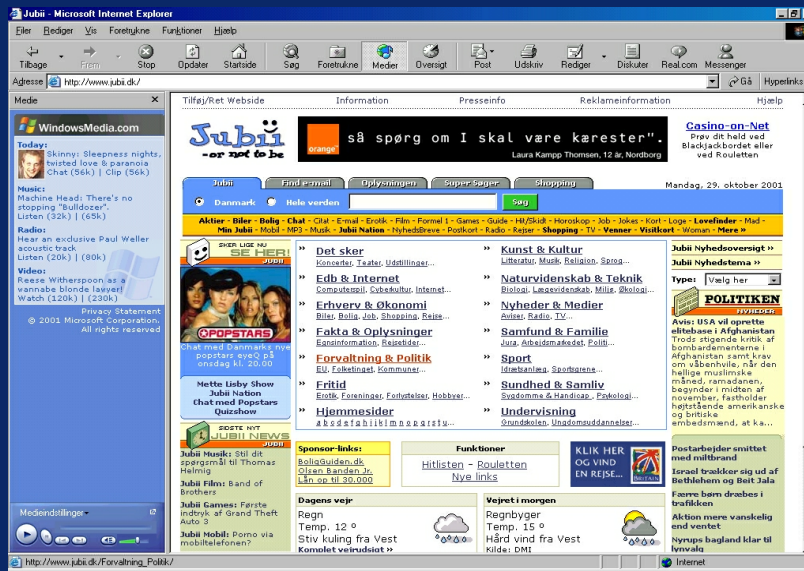 Jubii - Microsoft Internet Explorer
Filer Rediger Vis Foretrukne Funktioner Hjælp
Tilbage Frem Stop Opdater Startside Søg Foretrukne Medier Oversigt Post Udskriv Rediger Diskuter Real.com Messenger
Adresse http://www.jubii.dk/ Gå Hyperlinks
Medie
WindowsMedia.com
Today:
Skinny: Sleepness nights,
twisted love & paranoia
Chat (56k) | Clip (56k)
Music:
Machine Head: There's no
stopping "Bulldozer".
Listen (32k) | (65k)
Radio:
Hear an exclusive Paul Weller
acoustic track
Listen (20k) | (80k)
Video:
Reese Witherspoon as a
wannabe blonde lawyer
Watch (120k) | (230k)
Privacy Statement
© 2001 Microsoft Corporation.
All rights reserved
Medieindstillinger
Tilføj/Ret Webside Information Presseinfo Reklameinformation Hjælp
Jubii
-or not to be
orange™
så spørg om I skal være kærester".
Laura Kampp Thomsen, 12 år, Nordborg
Casino-on-Net
Prøv dit held ved
Blackjackbordet eller
ved Rouletten
Jubii Find e-mail Oplysningen Super Søger Shopping
Mandag, 29. oktober 2001
Danmark Hele verden Søg
Aktier - Biler - Bolig - Chat - Citat - E-mail - Erotik - Film - Formel 1 - Games - Guide - Hit/Skidt - Horoskop - Job - Jokes - Kort - Loge - Lovefinder - Mad -
Min Jubii - Mobil - MP3 - Musik - Jubii Nation - NyhedsBreve - Postkort - Radio - Rejser - Shopping - TV - Venner - Visitkort - Woman - Mere »
SKER LIGE NU
SE HER!
JUBII
POPSTARS
Chat med Danmarks nye
popstars eyeQ på
onsdag kl. 20.00
Mette Lisby Show
Jubii Nation
Chat med Popstars
Quizshow
SIDSTE NYT
JUBII NEWS
JUBII
Jubii Musik: Stil dit
spørgsmål til Thomas
Helmig
Jubii Film: Band of
Brothers
Jubii Games: Første
indtryk af Grand Theft
Auto 3
Jubii Mobil: Porno via
mobiltelefonen?
» Det sker
Koncerter, Teater, Udstillinger...
» Edb & Internet
Computerspil, Cyberkultur, Internet...
» Erhverv & Økonomi
Biler, Bolig, Job, Shopping, Rejse...
» Fakta & Oplysninger
Egnsinformation, Rejsetider...
» Forvaltning & Politik
EU, Folketinget, Kommuner...
» Fritid
Erotik, Foreninger, Forlystelser, Hobbyer...
» Hjemmesider
a b c d e f g h i j k l m n o p q r s t u...
» Kunst & Kultur
Litteratur, Musik, Religion, Sprog...
» Naturvidenskab & Teknik
Biologi, Lægevidenskab, Miljø, Økologi...
» Nyheder & Medier
Aviser, Radio, TV...
» Samfund & Familie
Jura, Arbejdsmarkedet, Politi...
» Sport
Idrætsanlæg, Sportsgrene...
» Sundhed & Samliv
Sygdomme & Handicap, Psykologi...
» Undervisning
Grundskolen, Ungdomsuddannelser...
Sponsor-links:
BoligGuiden.dk
Olsen Banden Jr.
Lån op til 30.000
Funktioner
Hitlisten - Rouletten
Nye links
KLIK HER
OG VIND
EN REJSE...
BRITAIN
Dagens vejr
Regn
Temp. 12 º
Stiv kuling fra Vest
Komplet vejrudsigt »
Vejret i morgen
Regnbyger
Temp. 15 º
Hård vind fra Vest
Kilde: DMI
Jubii Nyhedsoversigt »
Jubii Nyhedstema »
Type: Vælg her
POLITIKEN
NYHEDER
Avis: USA vil oprette
elitebase i Afghanistan
Trods stigende kritik af
bombardementerne i
Afghanistan samt krav
om våbenhvile, når den
hellige muslimske
måned, ramadanen,
begynder i midten af
november, fastholder
højtstående amerikanske
og britiske
embedsmænd, at ka...
Postarbejder smittet
med miltbrand
Israel trækker sig ud af
Bethlehem og Beit Jala
Færre børn dræbes i
trafikken
Aktion mere vanskelig
end ventet
Nyrups bagland klar til
lynvalg
http://www.jubii.dk/Forvaltning_Politik/ Internet